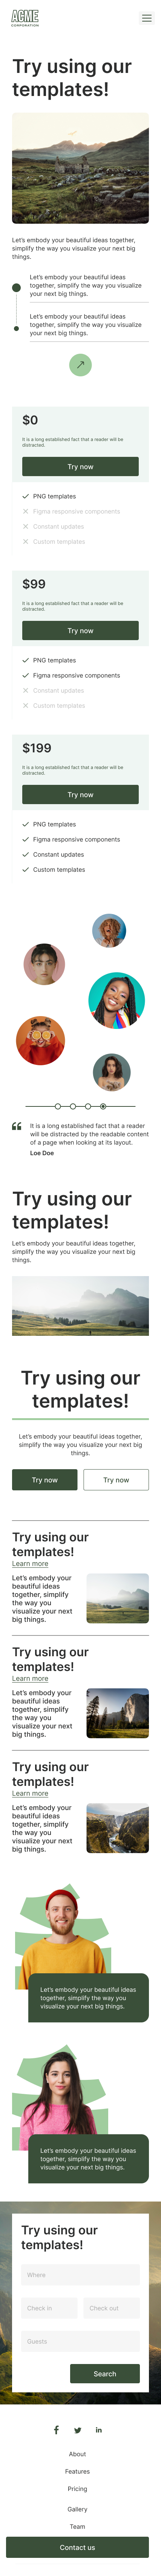 ACME
CORPORATION
Try using our
templates!
Let's embody your beautiful ideas together,
simplify the way you visualize your next big
things.
Let's embody your beautiful ideas
together, simplify the way you visualize
your next big things.
Let's embody your beautiful ideas
together, simplify the way you visualize
your next big things.
$0
It is a long established fact that a reader will be
distracted.
Try now
PNG templates
Figma responsive components
Constant updates
Custom templates
$99
It is a long established fact that a reader will be
distracted.
Try now
PNG templates
Figma responsive components
Constant updates
Custom templates
$199
It is a long established fact that a reader will be
distracted.
Try now
PNG templates
Figma responsive components
Constant updates
Custom templates
It is a long established fact that a reader
will be distracted by the readable content
of a page when looking at its layout.
Loe Doe
Try using our
templates!
Let's embody your beautiful ideas together,
simplify the way you visualize your next big
things.
Try using our
templates!
Let's embody your beautiful ideas together,
simplify the way you visualize your next big
things.
Try now
Try now
Try using our
templates!
Learn more
Let's embody your
beautiful ideas
together, simplify
the way you
visualize your next
big things.
Try using our
templates!
Learn more
Let's embody your
beautiful ideas
together, simplify
the way you
visualize your next
big things.
Try using our
templates!
Learn more
Let's embody your
beautiful ideas
together, simplify
the way you
visualize your next
big things.
Let's embody your beautiful ideas
together, simplify the way you
visualize your next big things.
Let's embody your beautiful ideas
together, simplify the way you
visualize your next big things.
Try using our
templates!
Where
Check in
Check out
Guests
Search
About
Features
Pricing
Gallery
Team
Contact us